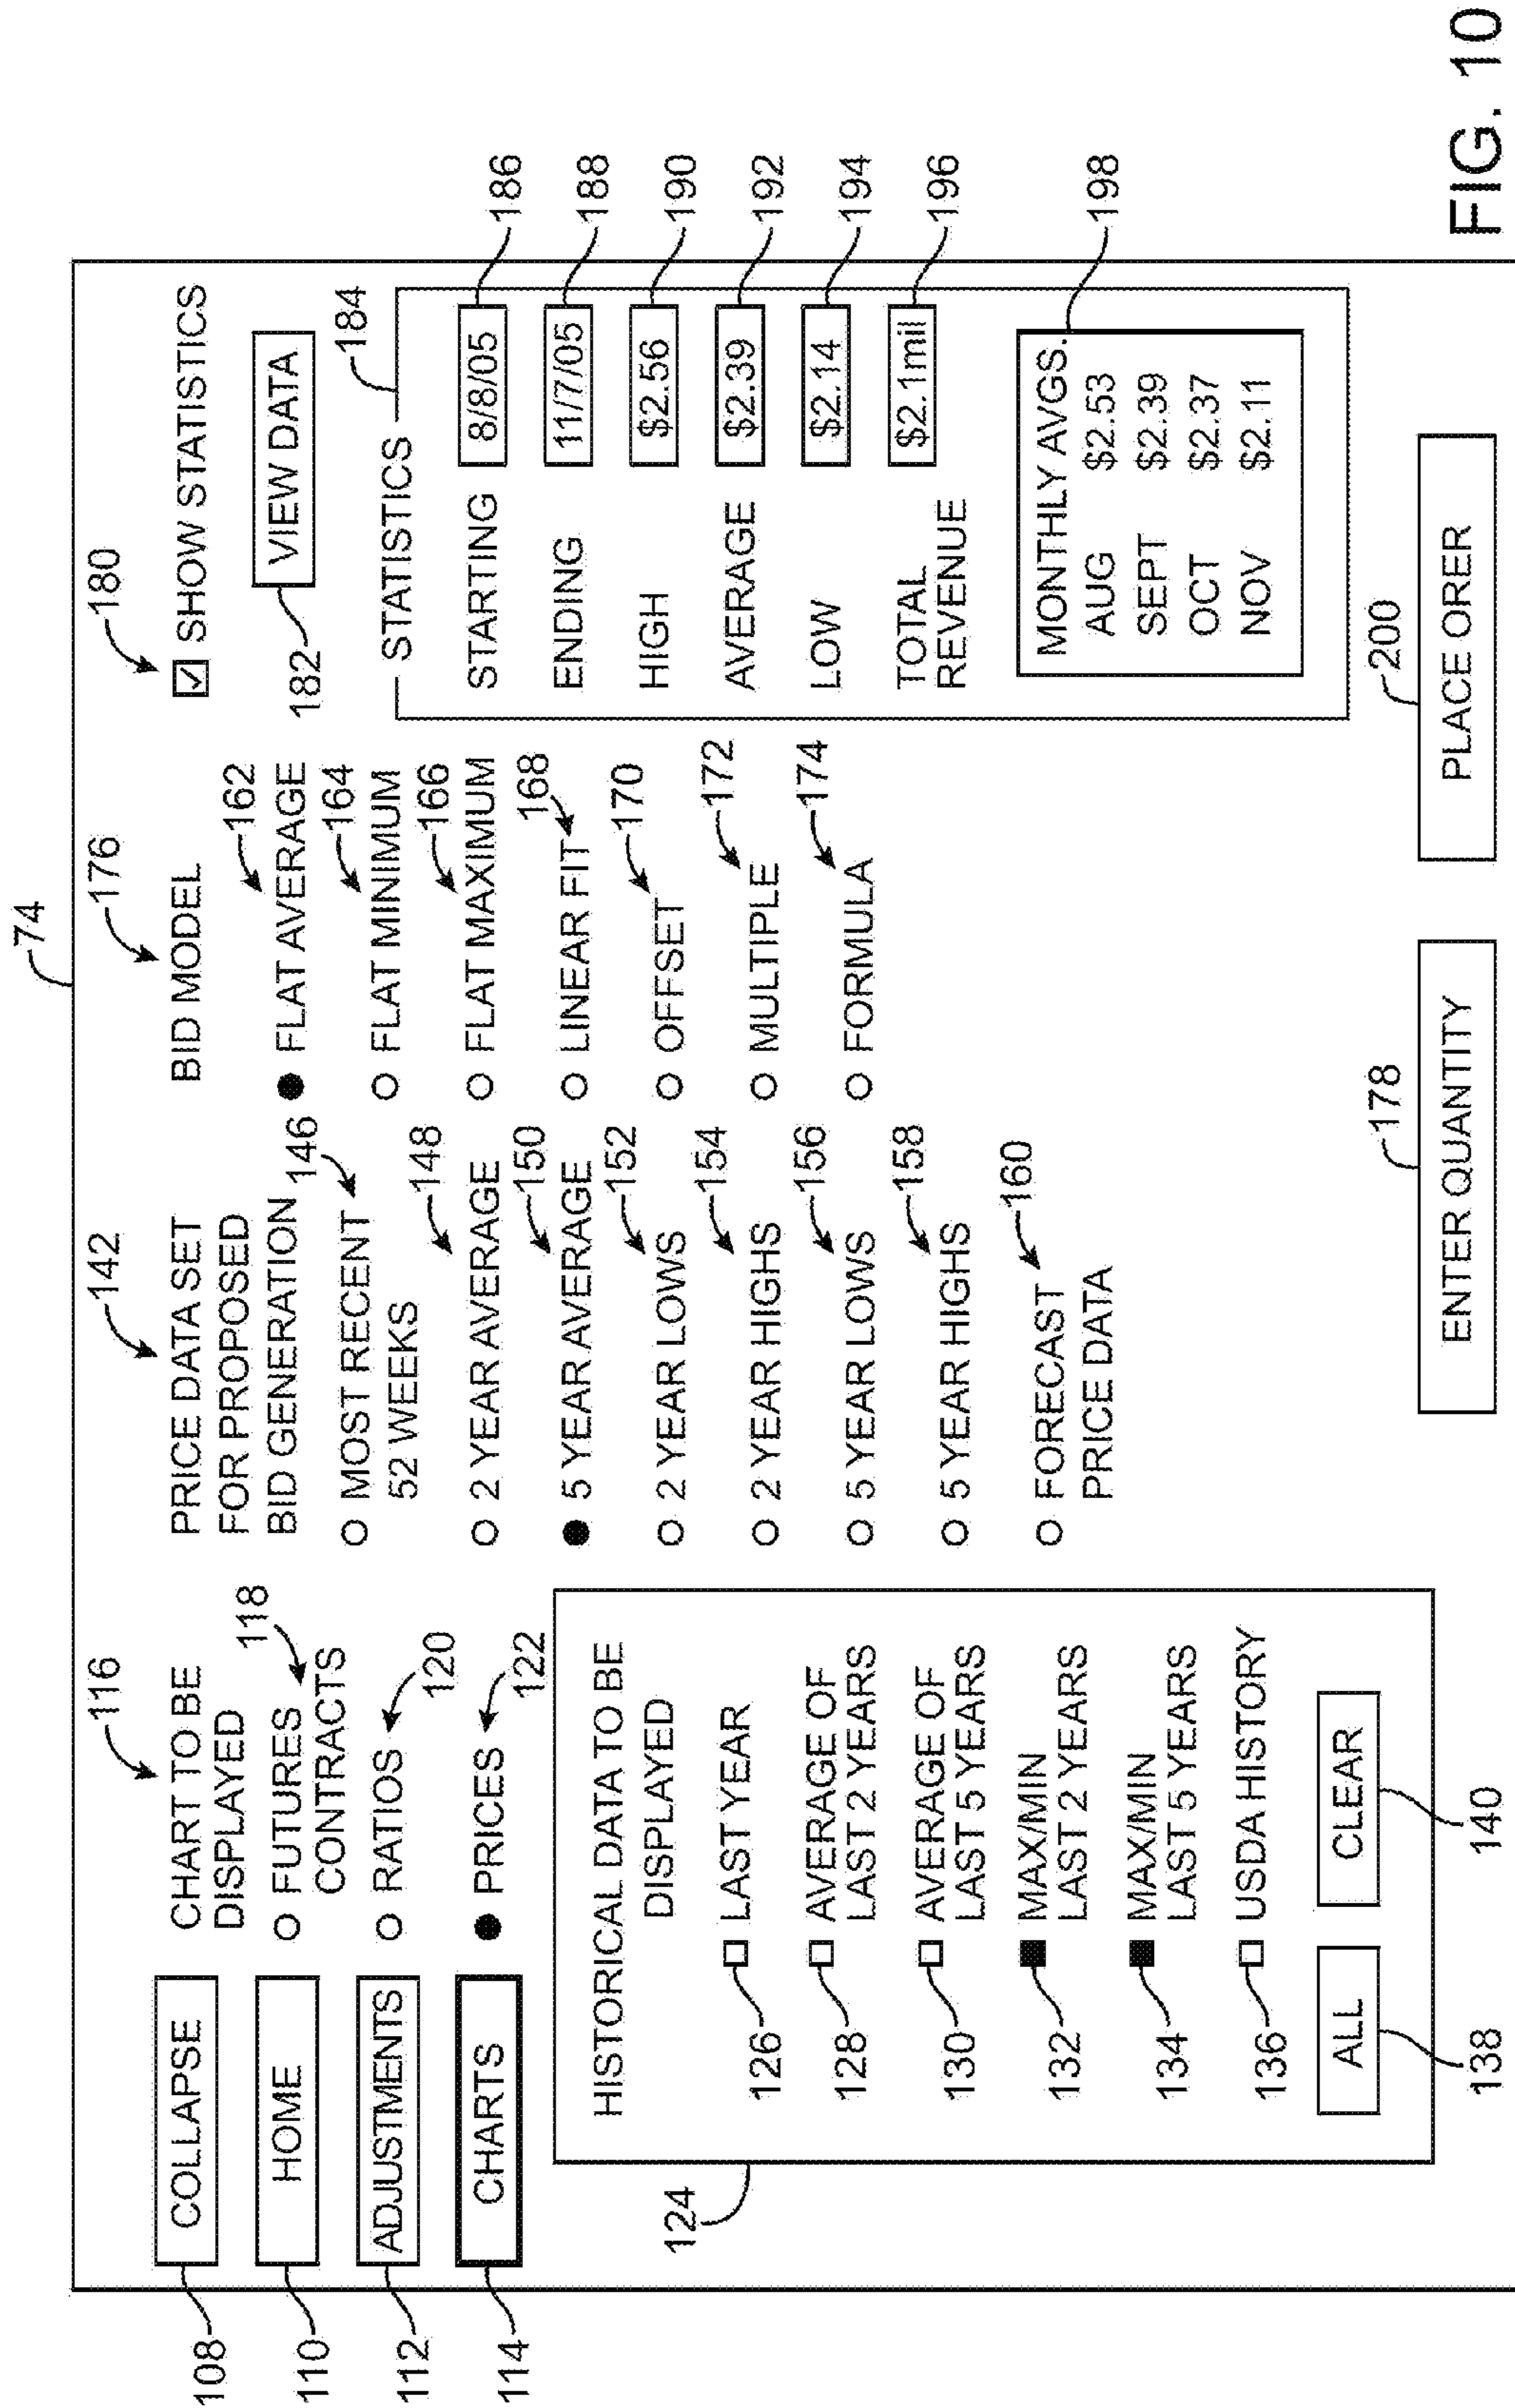 74
108
COLLAPSE
110
HOME
112
ADJUSTMENTS
114
CHARTS
116
CHART TO BE
DISPLAYED
118
FUTURES
CONTRACTS
RATIOS
120
PRICES
122
124
HISTORICAL DATA TO BE
DISPLAYED
126
LAST YEAR
128
AVERAGE OF
LAST 2 YEARS
130
AVERAGE OF
LAST 5 YEARS
132
MAX/MIN
LAST 2 YEARS
134
MAX/MIN
LAST 5 YEARS
136
USDA HISTORY
ALL
CLEAR
138
140
142
PRICE DATA SET
FOR PROPOSED
BID GENERATION
146
MOST RECENT
52 WEEKS
148
2 YEAR AVERAGE
150
5 YEAR AVERAGE
152
2 YEAR LOWS
154
2 YEAR HIGHS
156
5 YEAR LOWS
158
5 YEAR HIGHS
160
FORECAST
PRICE DATA
176
BID MODEL
162
FLAT AVERAGE
164
FLAT MINIMUM
166
FLAT MAXIMUM
168
LINEAR FIT
170
OFFSET
172
MULTIPLE
174
FORMULA
180
SHOW STATISTICS
182
VIEW DATA
184
STATISTICS
STARTING 8/8/05 186
ENDING 11/7/05 188
HIGH $2.56 190
AVERAGE $2.39 192
LOW $2.14 194
TOTAL
REVENUE $2.1mil 196
MONTHLY AVGS. 198
AUG $2.53
SEPT $2.39
OCT $2.37
NOV $2.11
178
ENTER QUANTITY
200
PLACE ORER
FIG. 10